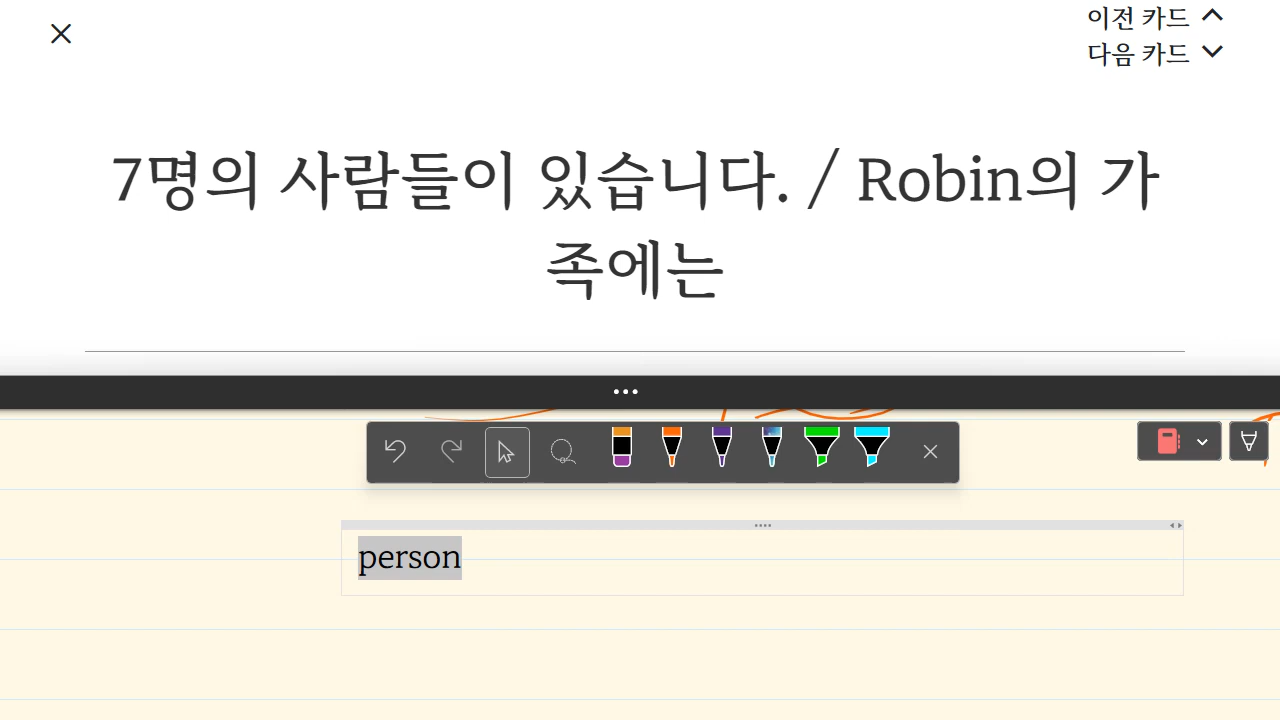 이전 카드
다음 카드
7명의 사람들이 있습니다. / Robin의 가
족에는
person